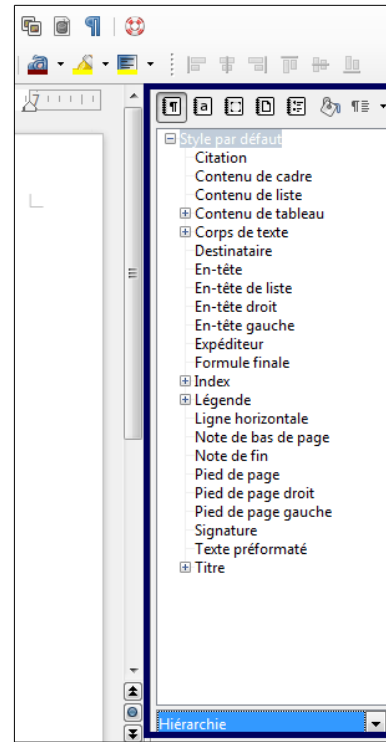 7
Style par défaut
Citation
Contenu de cadre
Contenu de liste
Contenu de tableau
Corps de texte
Destinataire
En-tête
En-tête de liste
En-tête droit
En-tête gauche
Expéditeur
Formule finale
Index
Légende
Ligne horizontale
Note de bas de page
Note de fin
Pied de page
Pied de page droit
Pied de page gauche
Signature
Texte préformaté
Titre
Hiérarchie